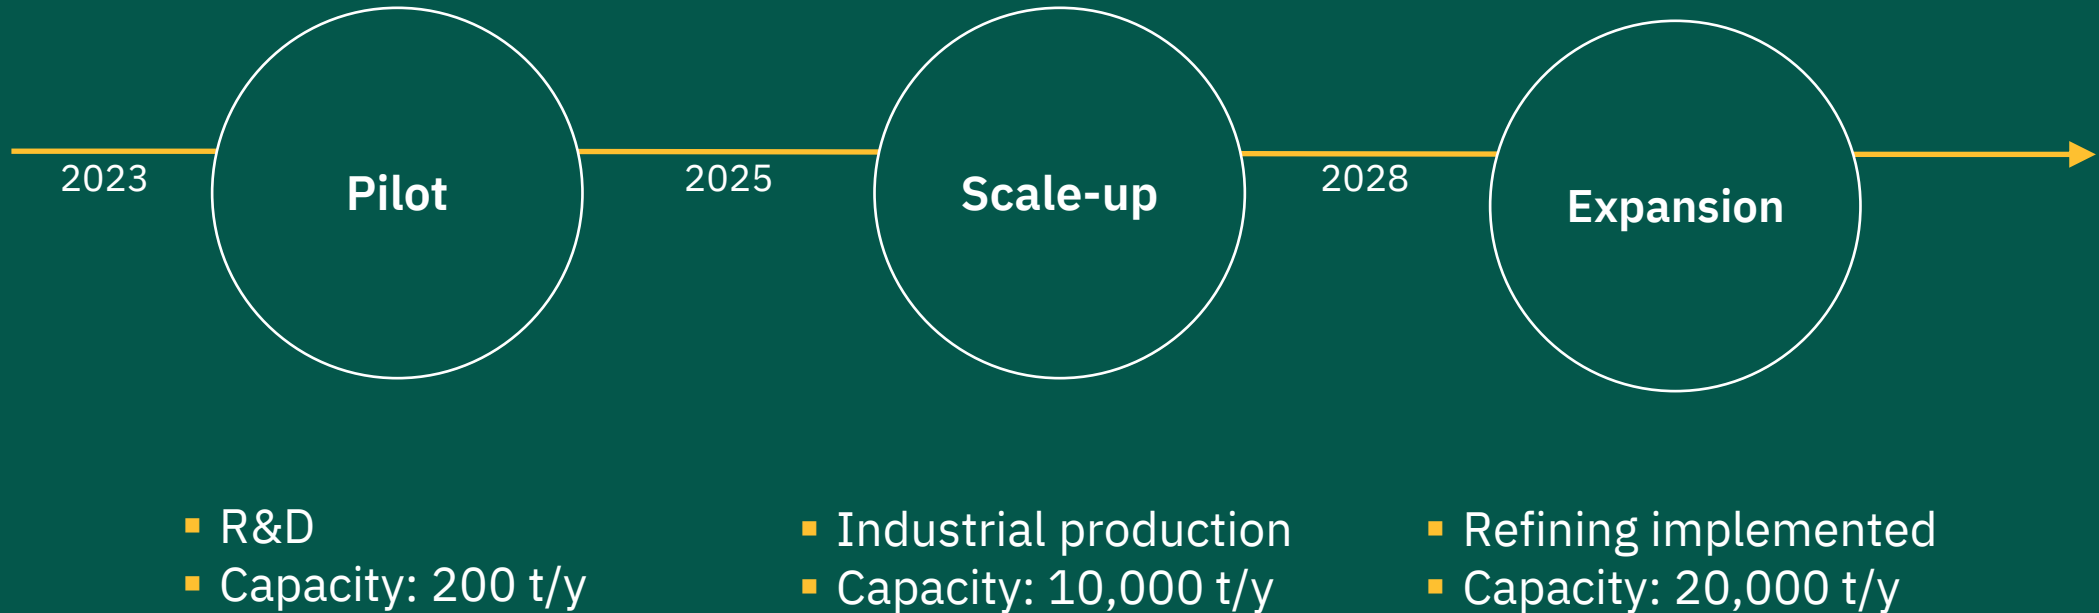 2023
Pilot
2025
Scale-up
2028
Expansion
▪ R&D
▪ Capacity: 200 t/y
▪ Industrial production
▪ Capacity: 10,000 t/y
▪ Refining implemented
▪ Capacity: 20,000 t/y